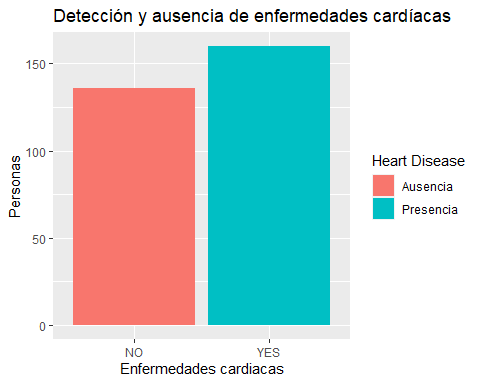 Detección y ausencia de enfermedades cardíacas
150
100
50
0
Personas
NO
YES
Enfermedades cardiacas
Heart Disease
Ausencia
Presencia